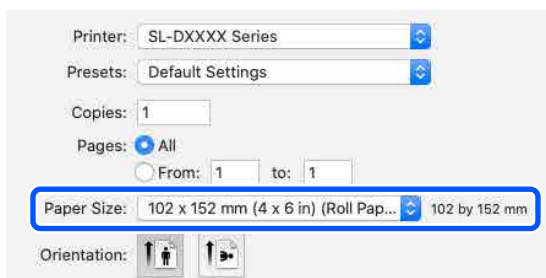 Printer: SL-DXXXX Series
Presets: Default Settings
Copies: 1
Pages: All
From: 1 to: 1
Paper Size: 102 x 152 mm (4 x 6 in) (Roll Pap... 102 by 152 mm
Orientation: